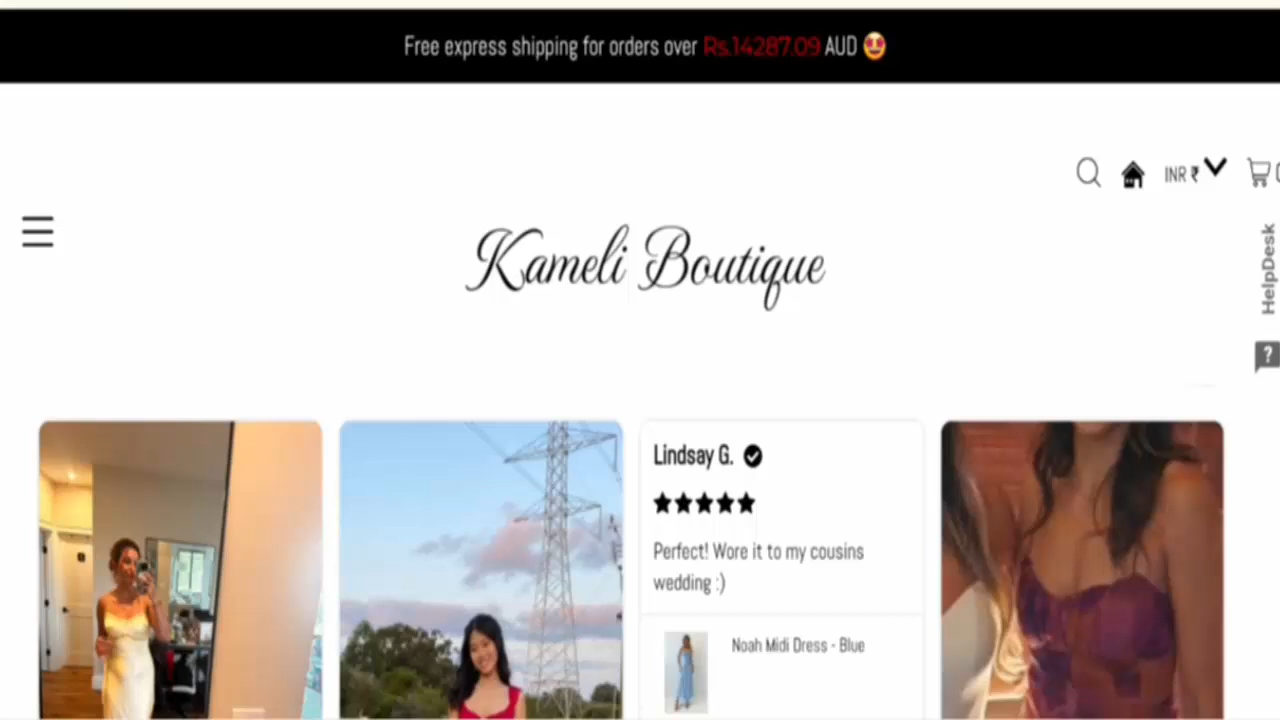 Free express shipping for orders over Rs.14287.09 AUD 🤩
INR ₹
Kameli Boutique
HelpDesk
?
Lindsay G.
★★★★★
Perfect! Wore it to my cousins
wedding :)
Noah Midi Dress - Blue